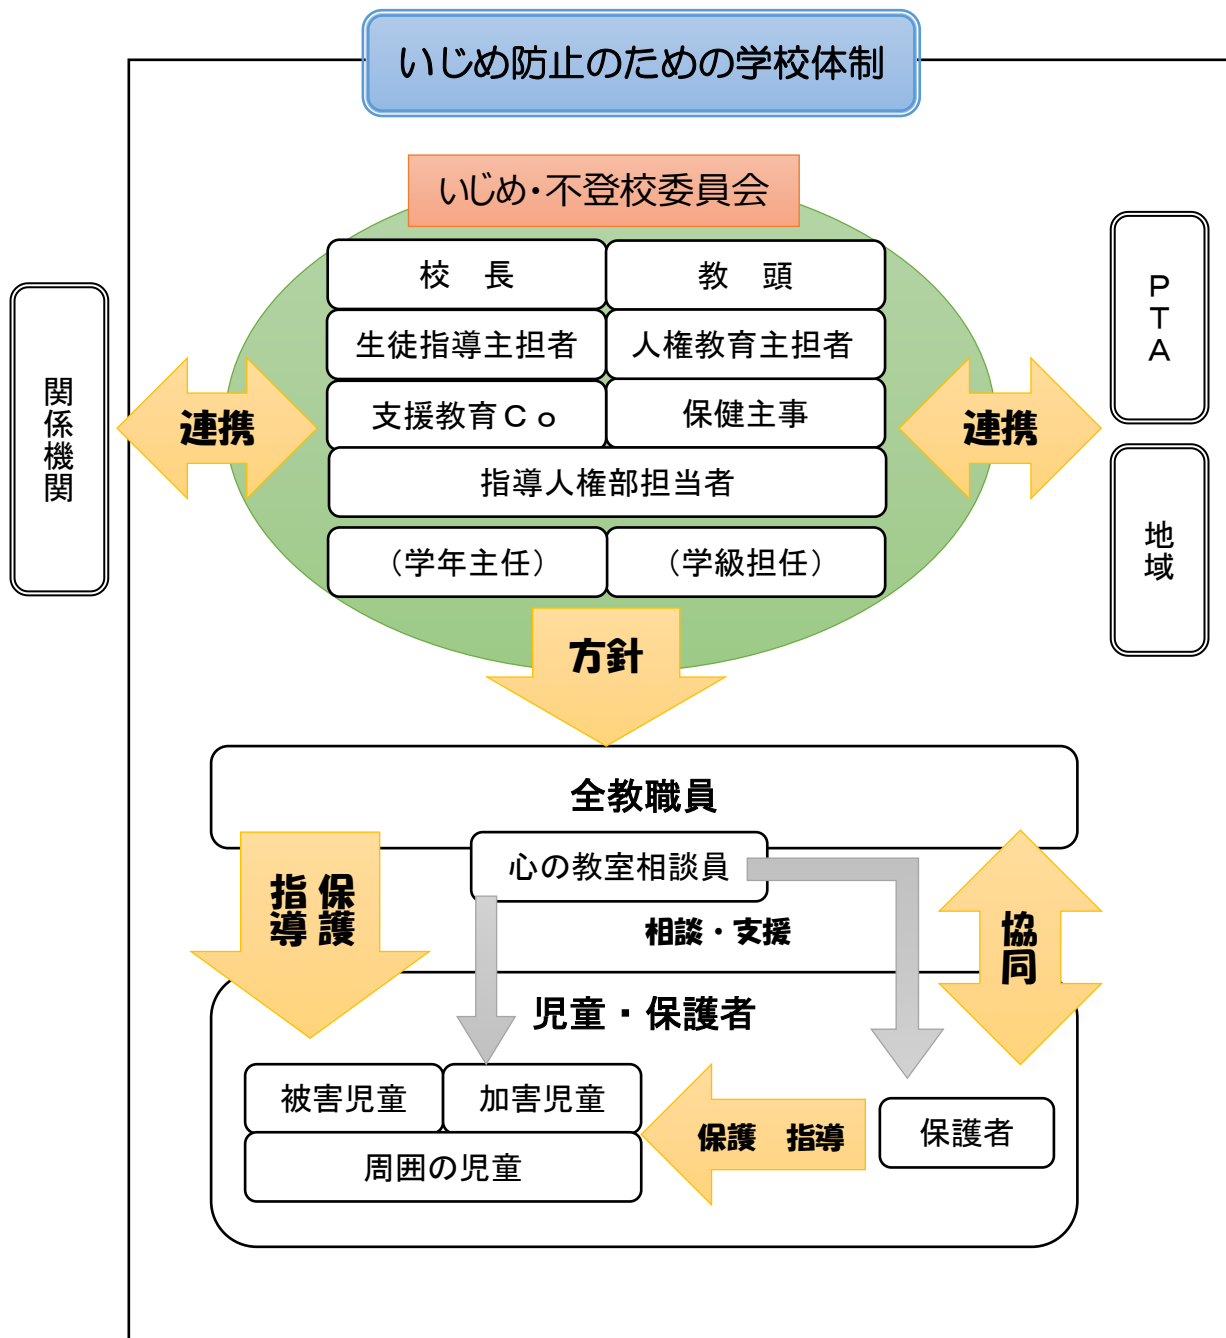 いじめ防止のための学校体制
いじめ・不登校委員会
校　長
教　頭
生徒指導主担者
人権教育主担者
支援教育Ｃｏ
保健主事
指導人権部担当者
（学年主任）
（学級担任）
関係機関
連携
連携
ＰＴＡ
地域
方針
全教職員
心の教室相談員
保護
指導
相談・支援
協同
児童・保護者
被害児童
加害児童
周囲の児童
保護　指導
保護者